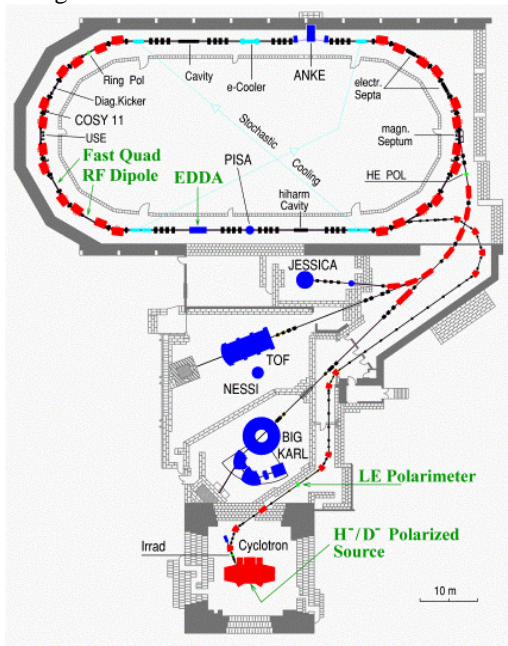 Ring Pol
Cavity
e-Cooler
ANKE
electr.
Septa
Diag.Kicker
COSY 11
USE
magn.
Septum
Stochastic
Cooling
Fast Quad
RF Dipole
EDDA
PISA
hiharm
Cavity
HE POL
JESSICA
TOF
NESSI
BIG
KARL
LE Polarimeter
Irrad
Cyclotron
H⁻/D⁻ Polarized
Source
10 m